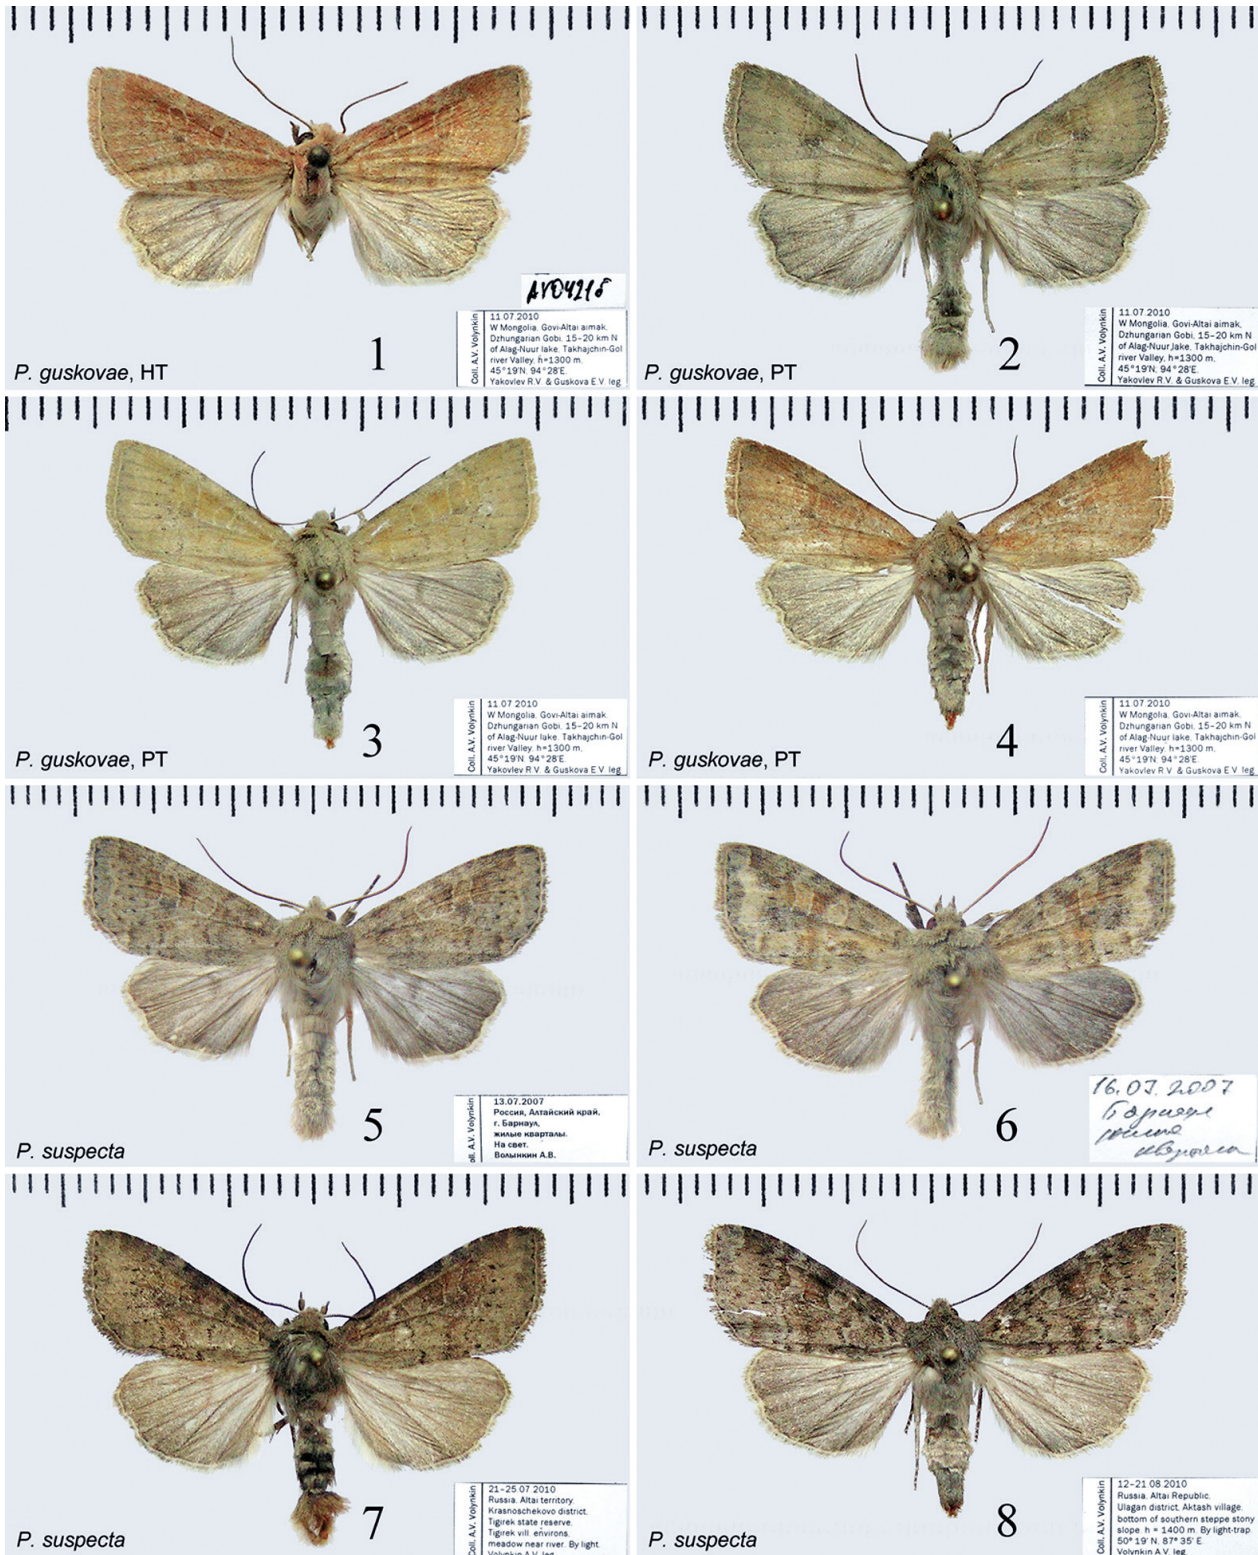 AV0421♂
Coll. A.V. Volynkin
11.07.2010
W Mongolia. Govi-Altai aimak,
Dzhungarian Gobi, 15-20 km N
of Alag-Nuur lake. Takhajchin-Gol
river Valley, h=1300 m,
45°19'N; 94°28'E.
Yakovlev R.V. & Guskova E.V. leg
1
P. guskovae, HT
Coll. A.V. Volynkin
11.07.2010
W Mongolia. Govi-Altai aimak,
Dzhungarian Gobi, 15-20 km N
of Alag-Nuur lake. Takhajchin-Gol
river Valley, h=1300 m,
45°19'N; 94°28'E.
Yakovlev R.V. & Guskova E.V. leg
2
P. guskovae, PT
Coll. A.V. Volynkin
11.07.2010
W Mongolia. Govi-Altai aimak,
Dzhungarian Gobi, 15-20 km N
of Alag-Nuur lake. Takhajchin-Gol
river Valley, h=1300 m,
45°19'N; 94°28'E.
Yakovlev R.V. & Guskova E.V. leg
3
P. guskovae, PT
Coll. A.V. Volynkin
11.07.2010
W Mongolia. Govi-Altai aimak,
Dzhungarian Gobi, 15-20 km N
of Alag-Nuur lake. Takhajchin-Gol
river Valley, h=1300 m,
45°19'N; 94°28'E.
Yakovlev R.V. & Guskova E.V. leg
4
P. guskovae, PT
oll. A.V. Volynkin
13.07.2007
Россия, Алтайский край,
г. Барнаул,
жилые кварталы.
На свет.
Волынкин А.В.
5
P. suspecta
16.07.2007
6
P. suspecta
Coll. A.V. Volynkin
21-25.07.2010
Russia. Altai territory,
Krasnoschekovo district,
Tigirek state reserve,
Tigirek vill. environs,
meadow near river. By light.
Volynkin A.V. leg.
7
P. suspecta
Coll. A.V. Volynkin
12-21.08.2010
Russia, Altai Republic,
Ulagan district, Aktash village,
bottom of southern steppe stony
slope. h = 1400 m. By light-trap.
50° 19' N, 87° 35' E
Volynkin A.V. leg.
8
P. suspecta